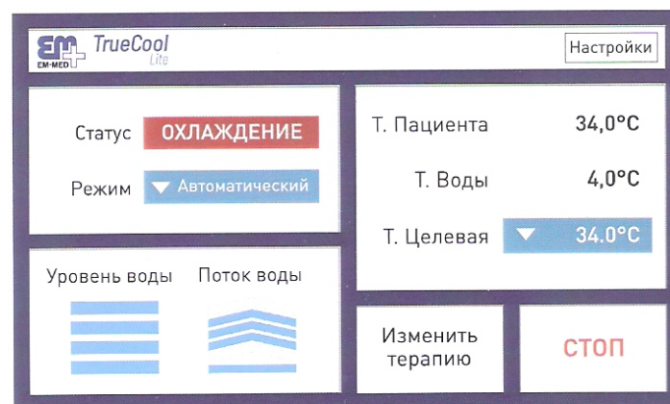 EM
EM-MED
TrueCool
Lite
Настройки
Статус ОХЛАЖДЕНИЕ
Режим Автоматический
Т. Пациента 34,0°C
Т. Воды 4,0°C
Т. Целевая 34.0°C
Уровень воды Поток воды
Изменить
терапию
СТОП